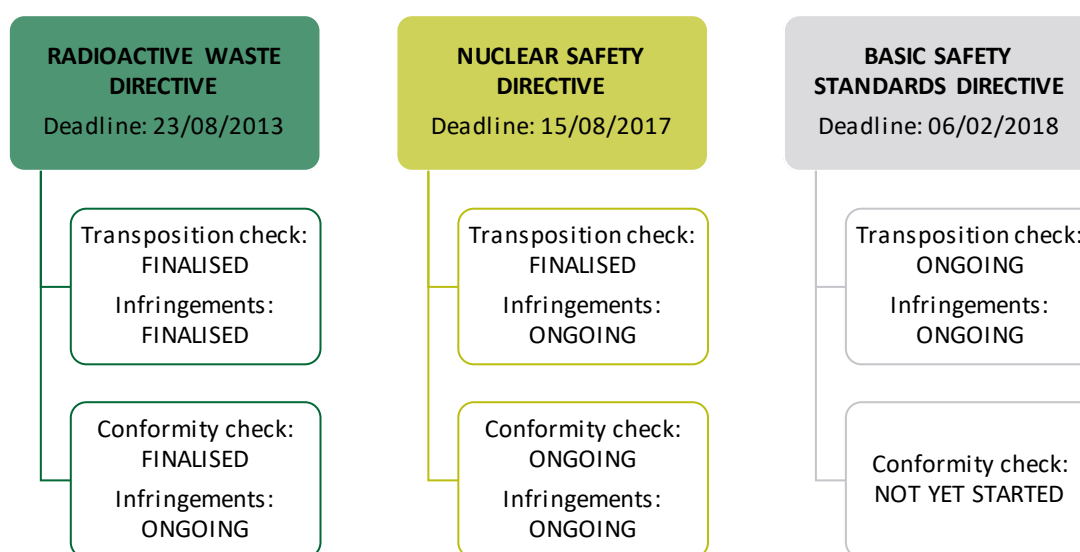 RADIOACTIVE WASTE
DIRECTIVE
Deadline: 23/08/2013
Transposition check:
FINALISED
Infringements:
FINALISED
Conformity check:
FINALISED
Infringements:
ONGOING
NUCLEAR SAFETY
DIRECTIVE
Deadline: 15/08/2017
Transposition check:
FINALISED
Infringements:
ONGOING
Conformity check:
ONGOING
Infringements:
ONGOING
BASIC SAFETY
STANDARDS DIRECTIVE
Deadline: 06/02/2018
Transposition check:
ONGOING
Infringements:
ONGOING
Conformity check:
NOT YET STARTED